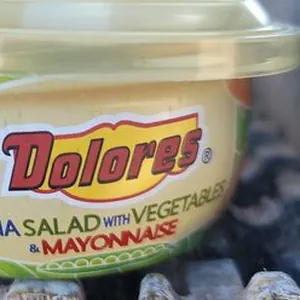 Dolores®
SALAD WITH VEGETABLES
& MAYONNAISE